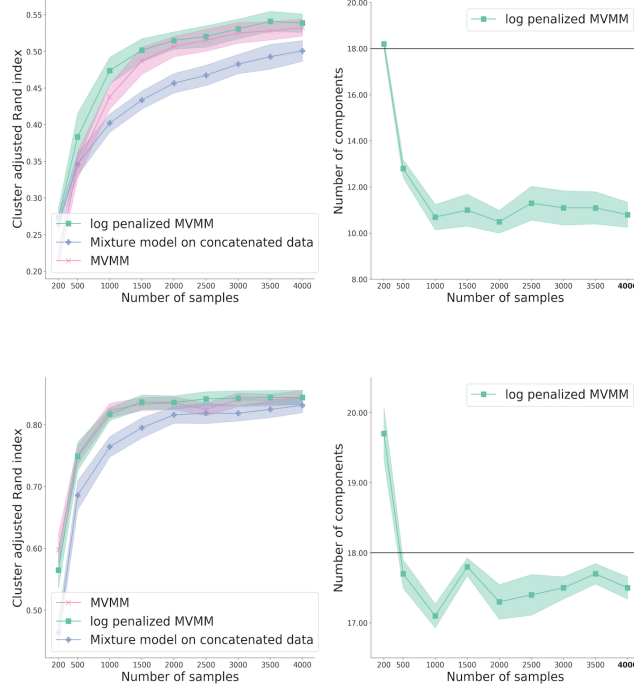 Cluster adjusted Rand index
0.55
0.50
0.45
0.40
0.35
0.30
0.25
0.20
log penalized MVMM
Mixture model on concatenated data
MVMM
200 500 1000 1500 2000 2500 3000 3500 4000
Number of samples
Number of components
20.00
18.00
16.00
14.00
12.00
10.00
8.00
log penalized MVMM
200 500 1000 1500 2000 2500 3000 3500 4000
Number of samples
Cluster adjusted Rand index
0.80
0.70
0.60
0.50
MVMM
log penalized MVMM
Mixture model on concatenated data
200 500 1000 1500 2000 2500 3000 3500 4000
Number of samples
Number of components
20.00
19.00
18.00
17.00
log penalized MVMM
200 500 1000 1500 2000 2500 3000 3500 4000
Number of samples